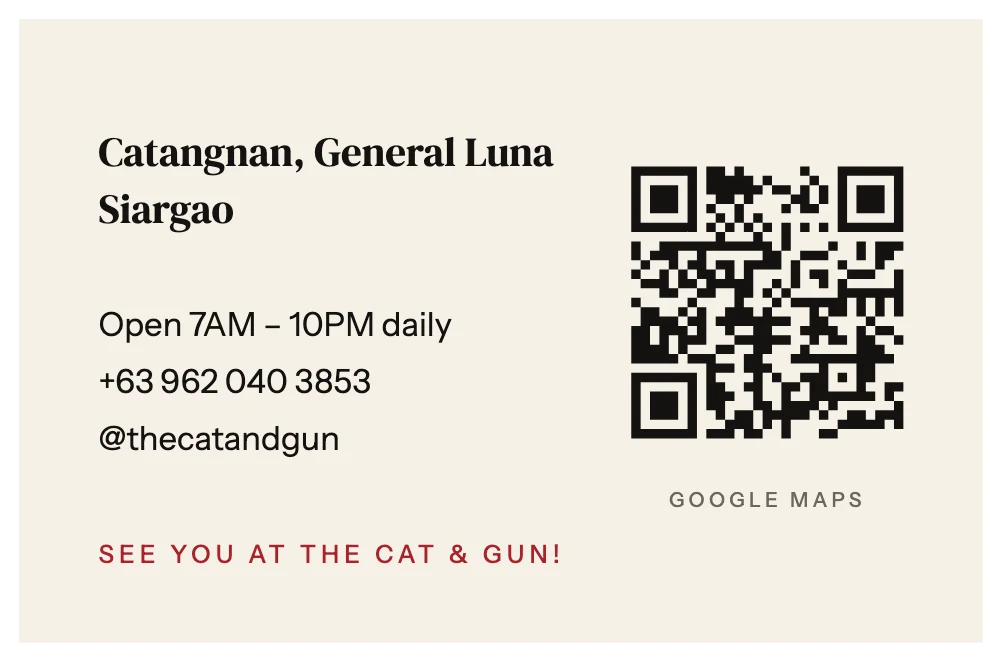 Catangnan, General Luna
Siargao
Open 7AM – 10PM daily
+63 962 040 3853
@thecatandgun
GOOGLE MAPS
SEE YOU AT THE CAT & GUN!